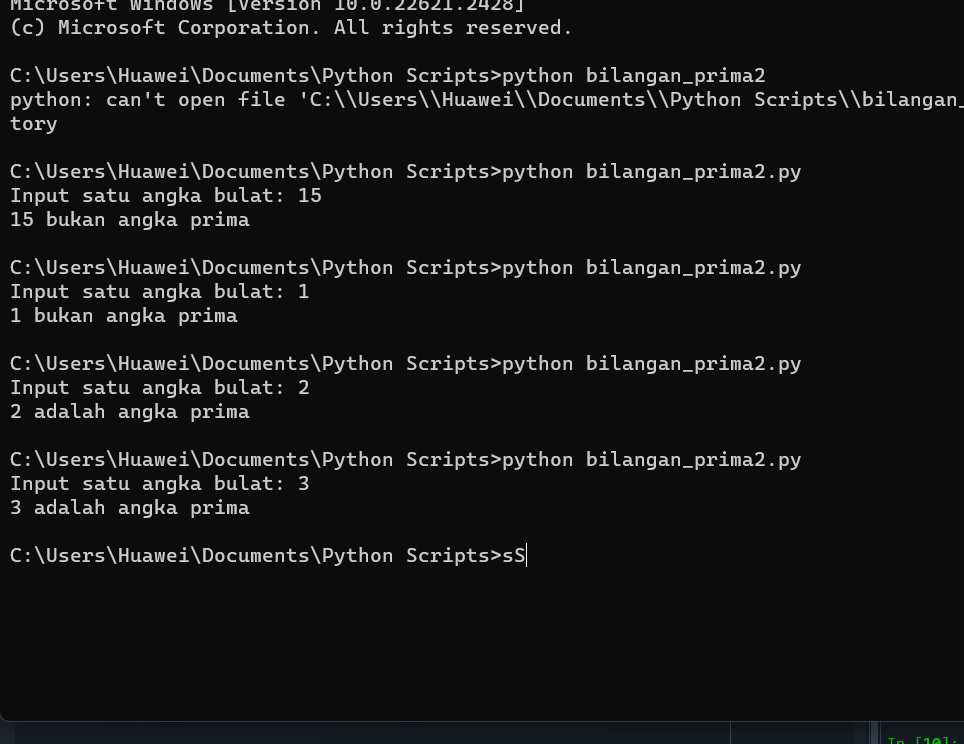 Microsoft Windows [Version 10.0.22621.2428]
(c) Microsoft Corporation. All rights reserved.
C:\Users\Huawei\Documents\Python Scripts>python bilangan_prima2
python: can't open file 'C:\\Users\\Huawei\\Documents\\Python Scripts\\bilangan_
tory
C:\Users\Huawei\Documents\Python Scripts>python bilangan_prima2.py
Input satu angka bulat: 15
15 bukan angka prima
C:\Users\Huawei\Documents\Python Scripts>python bilangan_prima2.py
Input satu angka bulat: 1
1 bukan angka prima
C:\Users\Huawei\Documents\Python Scripts>python bilangan_prima2.py
Input satu angka bulat: 2
2 adalah angka prima
C:\Users\Huawei\Documents\Python Scripts>python bilangan_prima2.py
Input satu angka bulat: 3
3 adalah angka prima
C:\Users\Huawei\Documents\Python Scripts>sS
In [10]: